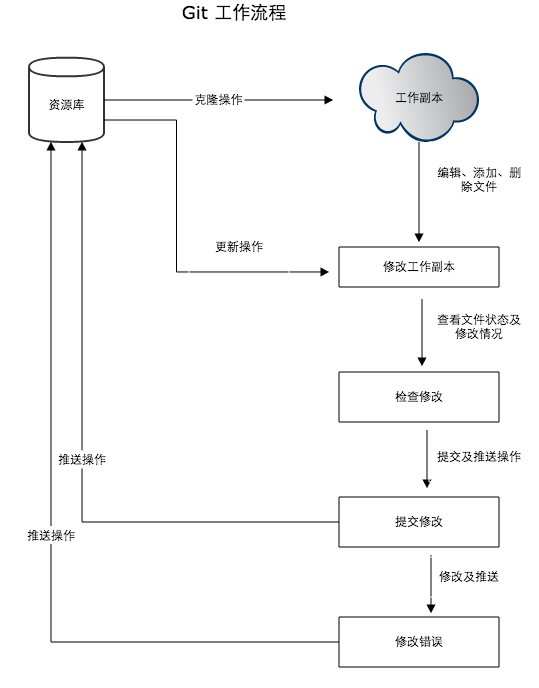 Git 工作流程
资源库
克隆操作
工作副本
编辑、添加、删
除文件
更新操作
修改工作副本
查看文件状态及
修改情况
检查修改
推送操作
提交及推送操作
提交修改
推送操作
修改及推送
修改错误